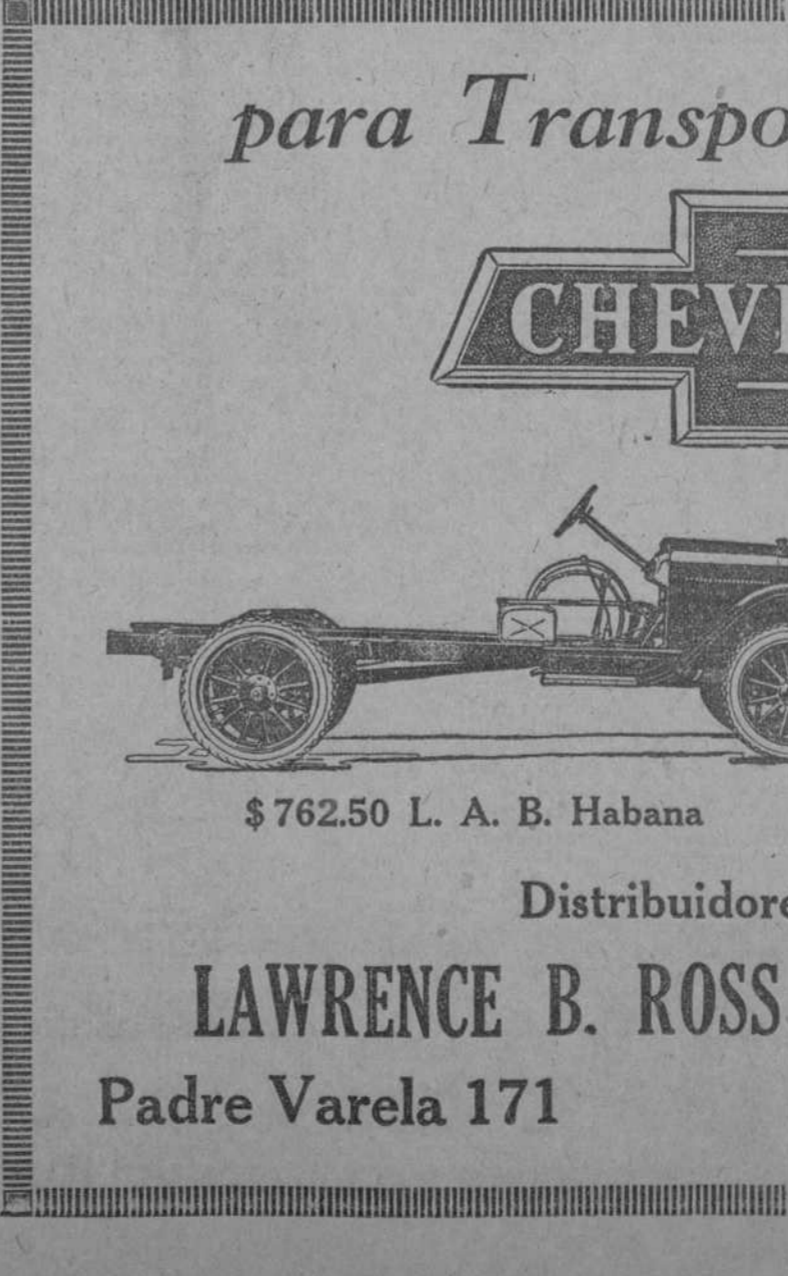 para Transpo
CHEV
$762.50 L. A. B. Habana
Distribuidore
LAWRENCE B. ROSS
Padre Varela 171